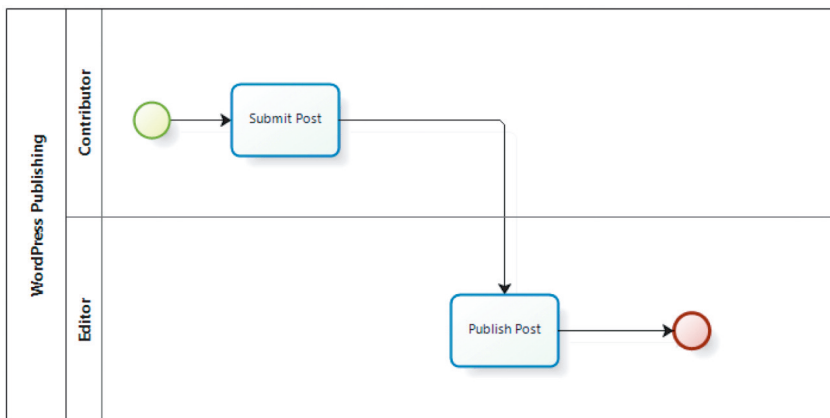 WordPress Publishing
Contributor
Submit Post
Editor
Publish Post